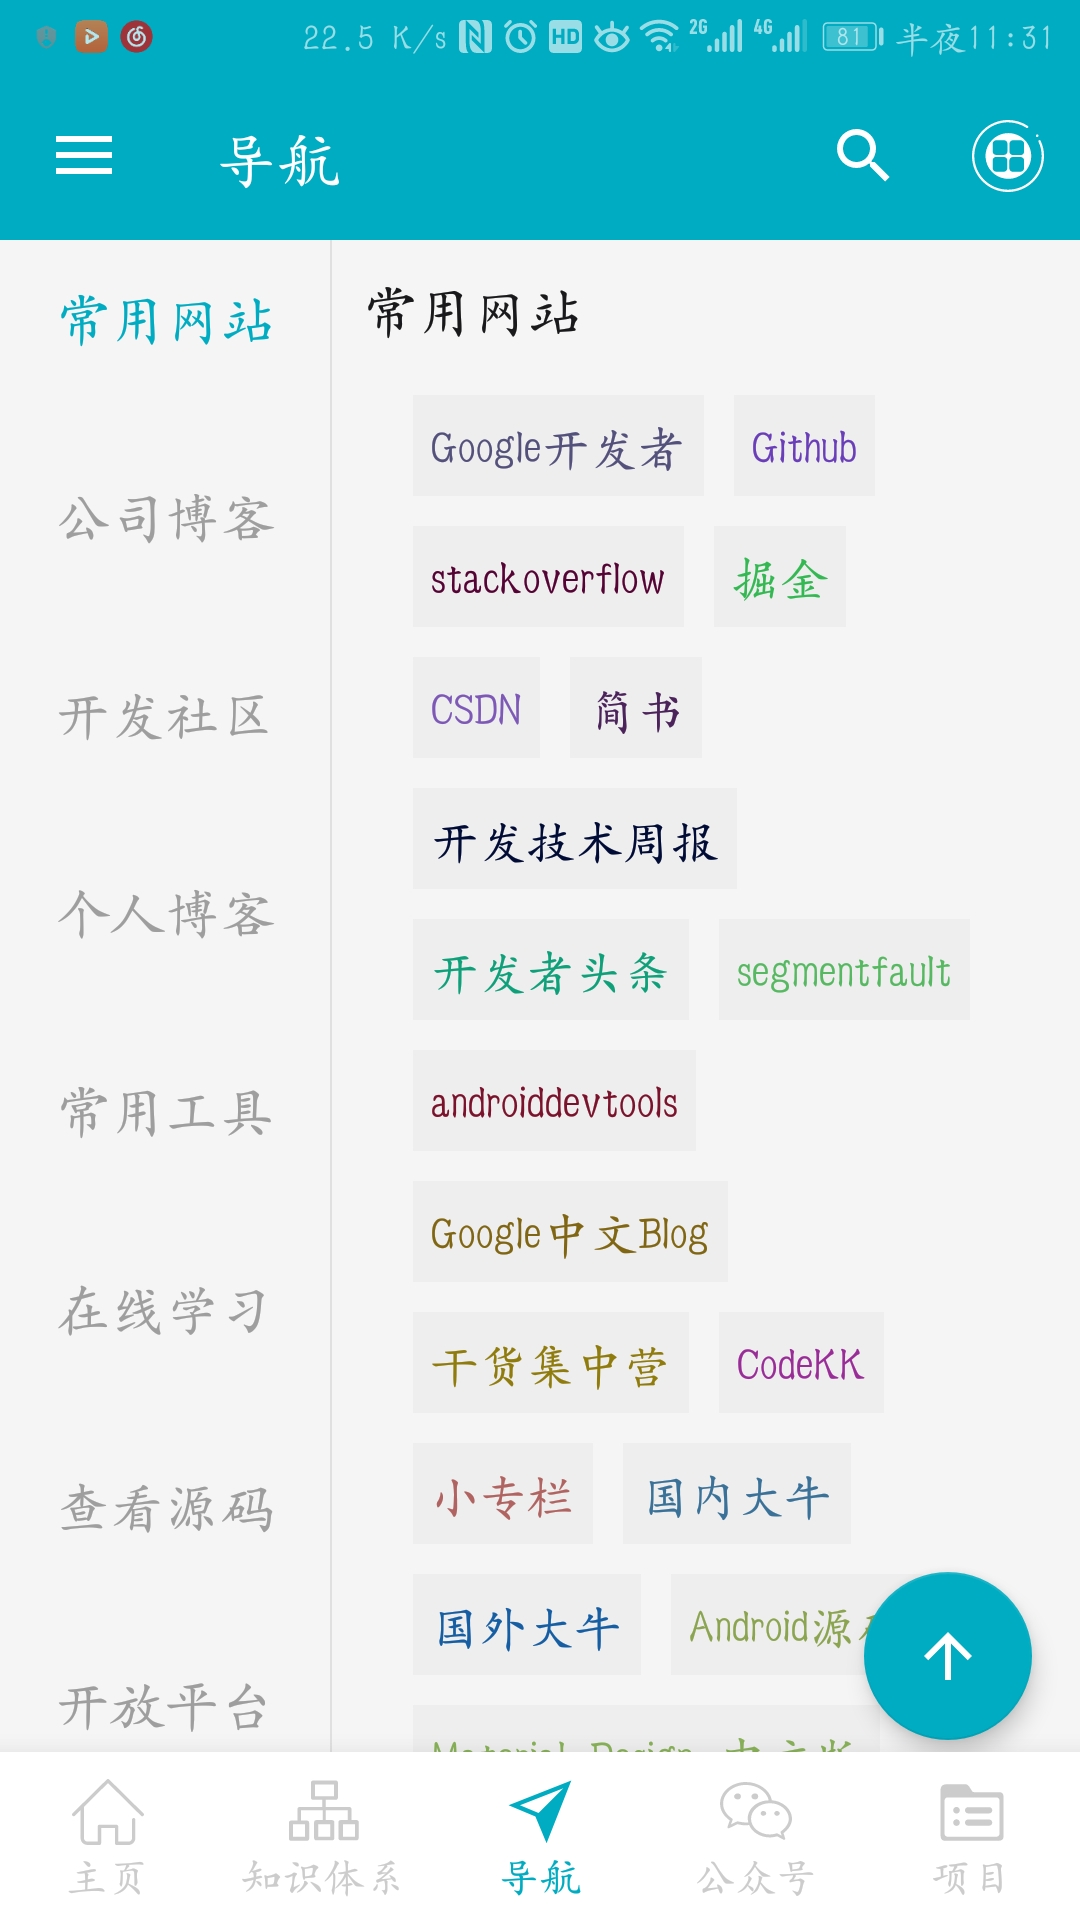 22.5 K/s HD 2G 4G 81 半夜11:31
导航
常用网站
公司博客
开发社区
个人博客
常用工具
在线学习
查看源码
开放平台
常用网站
Google开发者 Github
stackoverflow 掘金
CSDN 简书
开发技术周报
开发者头条 segmentfault
androiddevtools
Google中文Blog
干货集中营 CodeKK
小专栏 国内大牛
国外大牛 Android源
Material Design 中文版
主页 知识体系 导航 公众号 项目